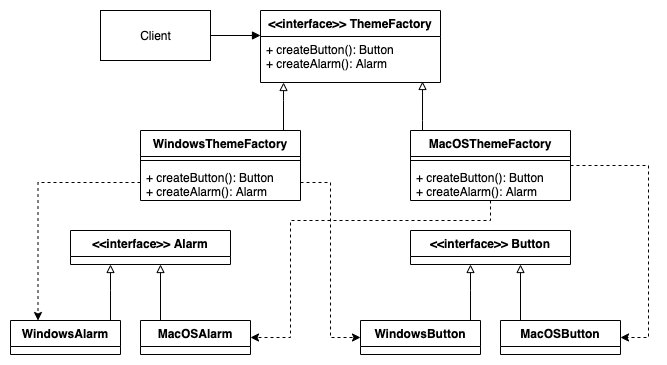 Client
<<interface>> ThemeFactory
+ createButton(): Button
+ createAlarm(): Alarm
WindowsThemeFactory
+ createButton(): Button
+ createAlarm(): Alarm
MacOSThemeFactory
+ createButton(): Button
+ createAlarm(): Alarm
<<interface>> Alarm
<<interface>> Button
WindowsAlarm
MacOSAlarm
WindowsButton
MacOSButton